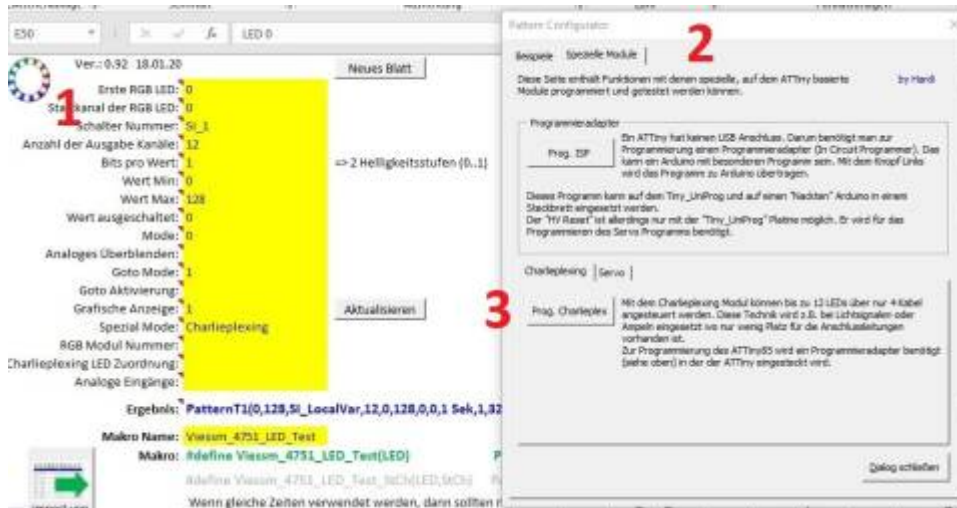 E50
fx
LED 0
Ver.: 0.92 18.01.20
Neues Blatt
1
Erste RGB LED: 0
Startkanal der RGB LED: 0
Schalter Nummer: SI_1
Anzahl der Ausgabe Kanäle: 12
Bits pro Wert: 1
=> 2 Helligkeitsstufen (0..1)
Wert Min: 0
Wert Max: 128
Wert ausgeschaltet: 0
Mode: 0
Analoges Überblenden:
Goto Mode: 1
Goto Aktivierung:
Grafische Anzeige: 1
Aktualisieren
Spezial Mode: Charlieplexing
RGB Modul Nummer:
Charlieplexing LED Zuordnung:
Analoge Eingänge:
Ergebnis: PatternT1(0,128,SI_LocalVar,12,0,128,0,0,1 Sek,1,32
Makro Name: Viessm_4751_LED_Test
Makro: #define Viessm_4751_LED_Test(LED)
#define Viessm_4751_LED_Test_StCh(LED,StCh)
Wenn gleiche Zeiten verwendet werden, dann sollten
Pattern Configurator
2
Beispiele Spezielle Module
Diese Seite enthält Funktionen mit denen spezielle, auf dem ATTiny basierte
Module programmiert und getestet werden können.
by Hardi
Programmieradapter
Prog. ISP
Ein ATTiny hat keinen USB Anschluss. Darum benötigt man zur
Programmierung einen Programmieradapter (In Circuit Programmer). Das
kann ein Arduino mit besonderen Programm sein. Mit dem Knopf Links
wird das Programm zu Arduino übertragen.
Dieses Programm kann auf dem Tiny_UniProg und auf einen "Nackten" Arduino in einem
Steckbrett eingesetzt werden.
Der "HV Reset" ist allerdings nur mit der "Tiny_UniProg" Platine möglich. Er wird für das
Programmieren des Servo Programms benötigt.
Charlieplexing Servo
3
Prog. Charlieplex
Mit dem Charlieplexing Modul können bis zu 12 LEDs über nur 4 Kabel
angesteuert werden. Diese Technik wird z.B. bei Lichtsignalen oder
Ampeln eingesetzt wo nur wenig Platz für die Anschlussleitungen
vorhanden ist.
Zur Programmierung des ATTiny85 wird ein Programmieradapter benötigt
(siehe oben) in der der ATTiny eingesteckt wird.
Dialog schließen